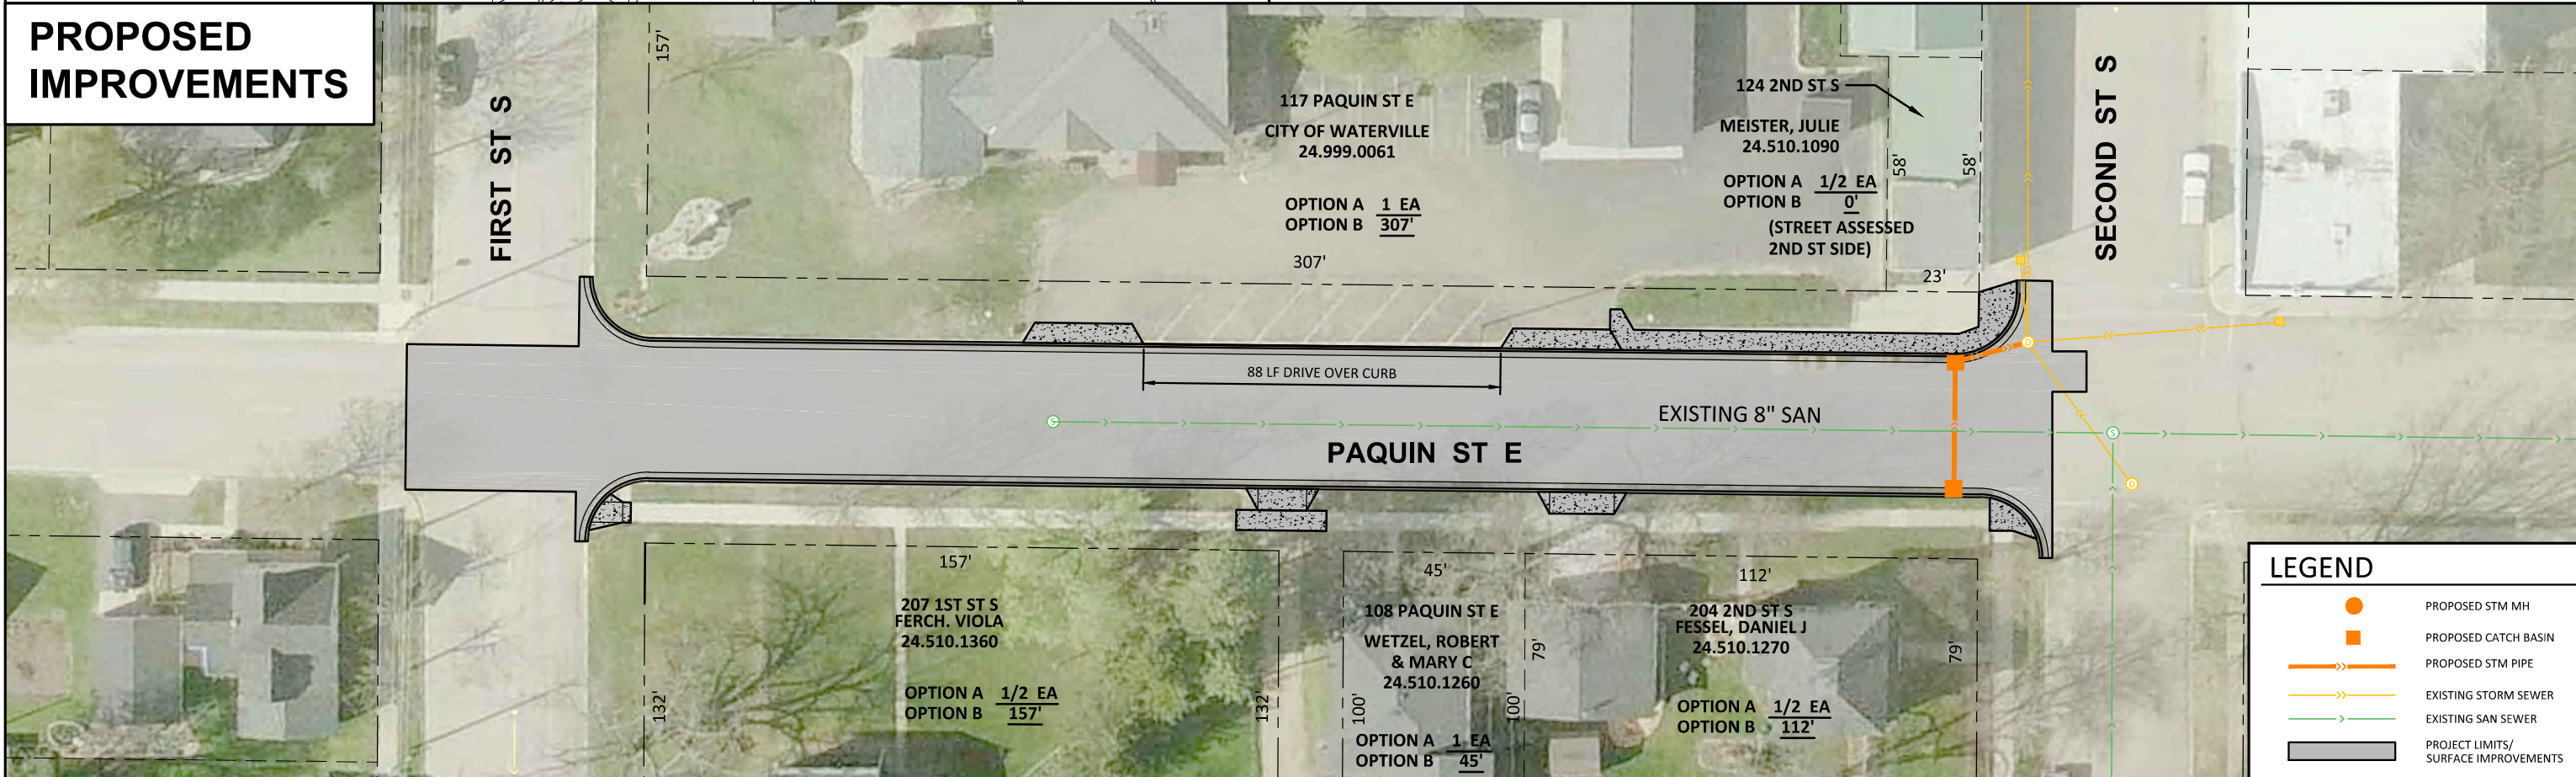 PROPOSED
IMPROVEMENTS
FIRST ST S
157'
117 PAQUIN ST E
CITY OF WATERVILLE
24.999.0061
OPTION A 1 EA
OPTION B 307'
307'
124 2ND ST S
MEISTER, JULIE
24.510.1090
OPTION A 1/2 EA
OPTION B 0'
(STREET ASSESSED
2ND ST SIDE)
58'
58'
23'
SECOND ST S
88 LF DRIVE OVER CURB
S
EXISTING 8" SAN
PAQUIN ST E
D
S
D
157'
207 1ST ST S
FERCH. VIOLA
24.510.1360
OPTION A 1/2 EA
OPTION B 157'
132'
132'
45'
108 PAQUIN ST E
WETZEL, ROBERT
& MARY C
24.510.1260
OPTION A 1 EA
OPTION B 45'
100'
100'
79'
112'
204 2ND ST S
FESSEL, DANIEL J
24.510.1270
OPTION A 1/2 EA
OPTION B 112'
79'
LEGEND
PROPOSED STM MH
PROPOSED CATCH BASIN
PROPOSED STM PIPE
EXISTING STORM SEWER
EXISTING SAN SEWER
PROJECT LIMITS/
SURFACE IMPROVEMENTS